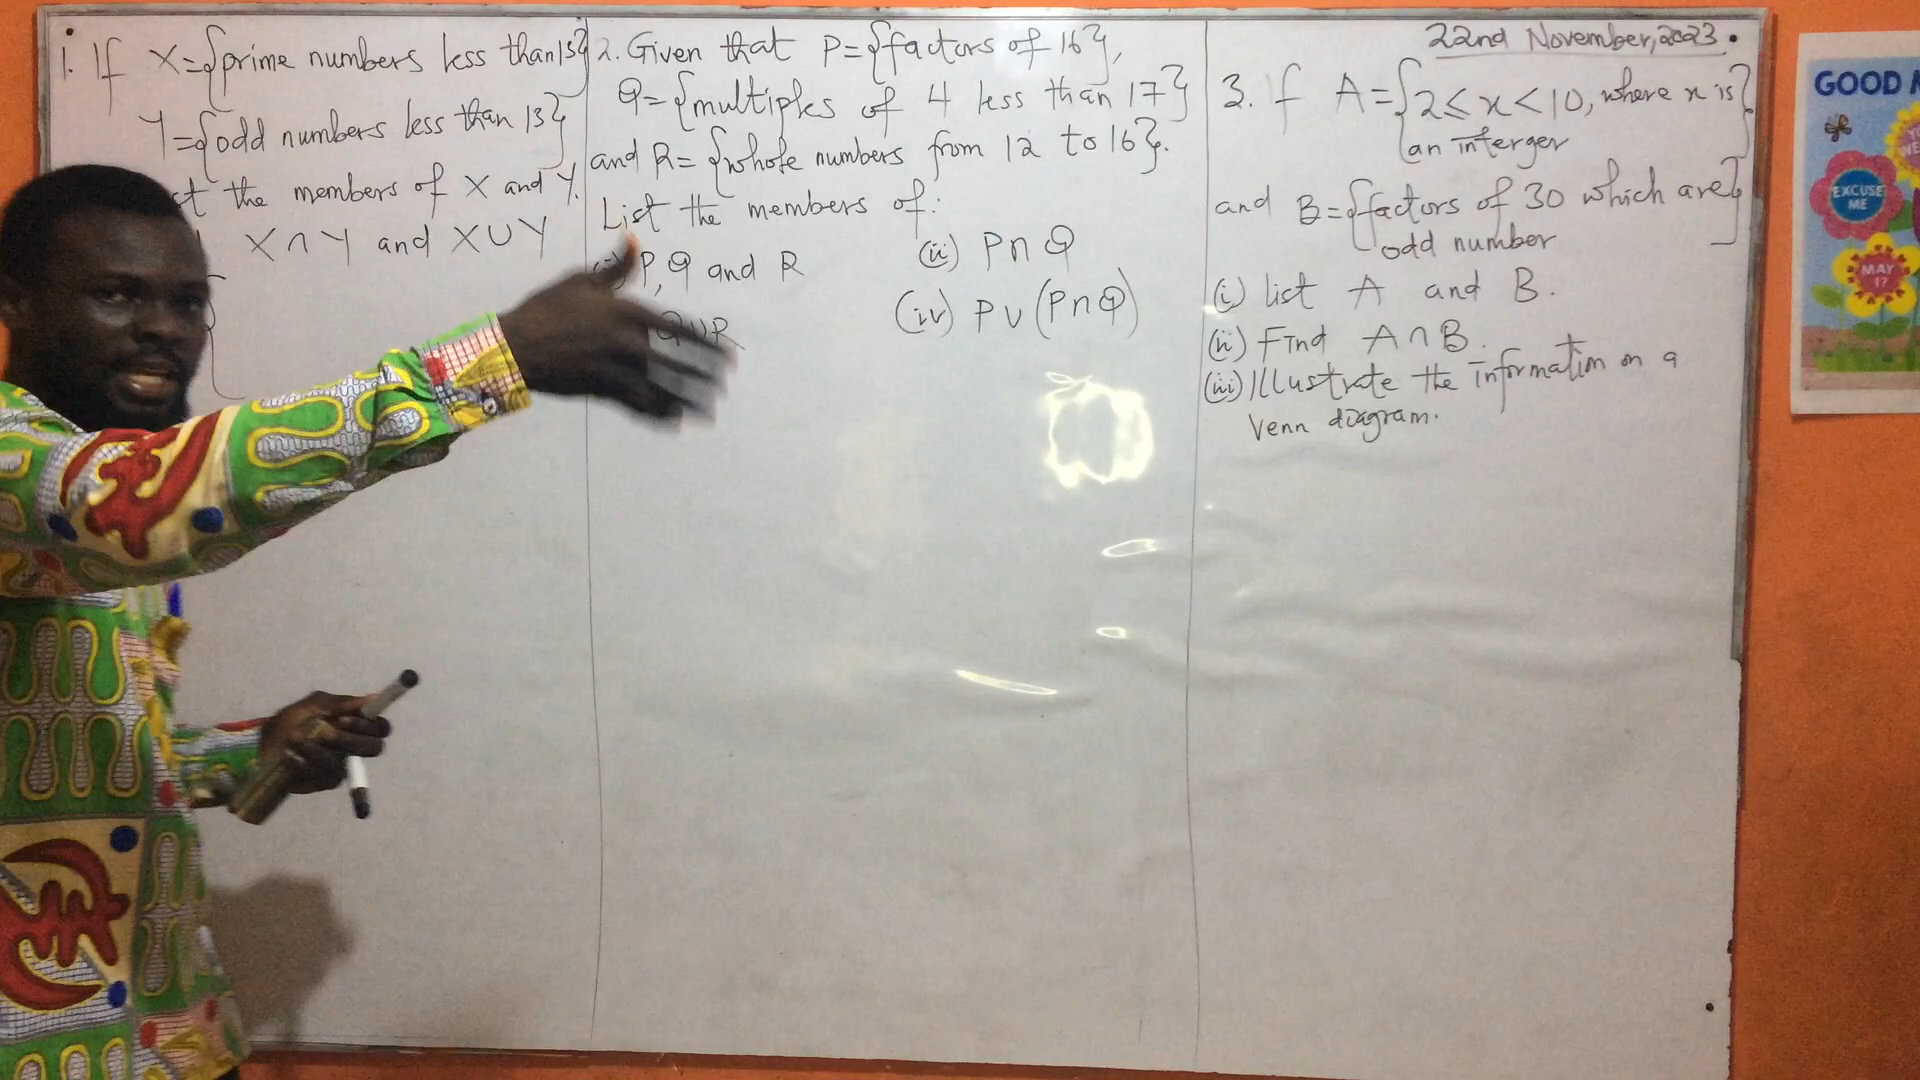 22nd November, 2023.
1. If X={prime numbers less than 13}
Y={odd numbers less than 13}
the members of X and Y.
X∩Y and X∪Y
2. Given that P={factors of 16},
Q={multiples of 4 less than 17}
and R={whole numbers from 12 to 16}.
List the members of:
P, Q and R
(ii) P∩Q
Q∪R
(iv) P∪(P∩Q)
3. If A={2≤x<10, where x is
an interger}
and B={factors of 30 which are
odd number}
(i) list A and B.
(ii) Find A∩B.
(iii) Illustrate the information on a
Venn diagram.
GOOD
EXCUSE
ME
MAY
I?